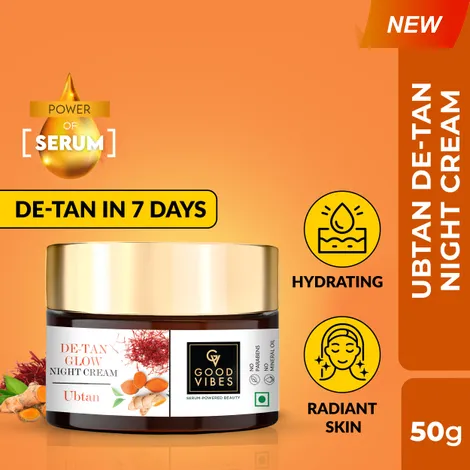 NEW
POWER
OF
[SERUM]
DE-TAN IN 7 DAYS
HYDRATING
RADIANT
SKIN
UBTAN DE-TAN
NIGHT CREAM
50g
DE-TAN
GLOW
NIGHT CREAM
Ubtan
GV
GOOD
VIBES
SERUM-POWERED BEAUTY
NO
PARABENS
NO
MINERAL OIL